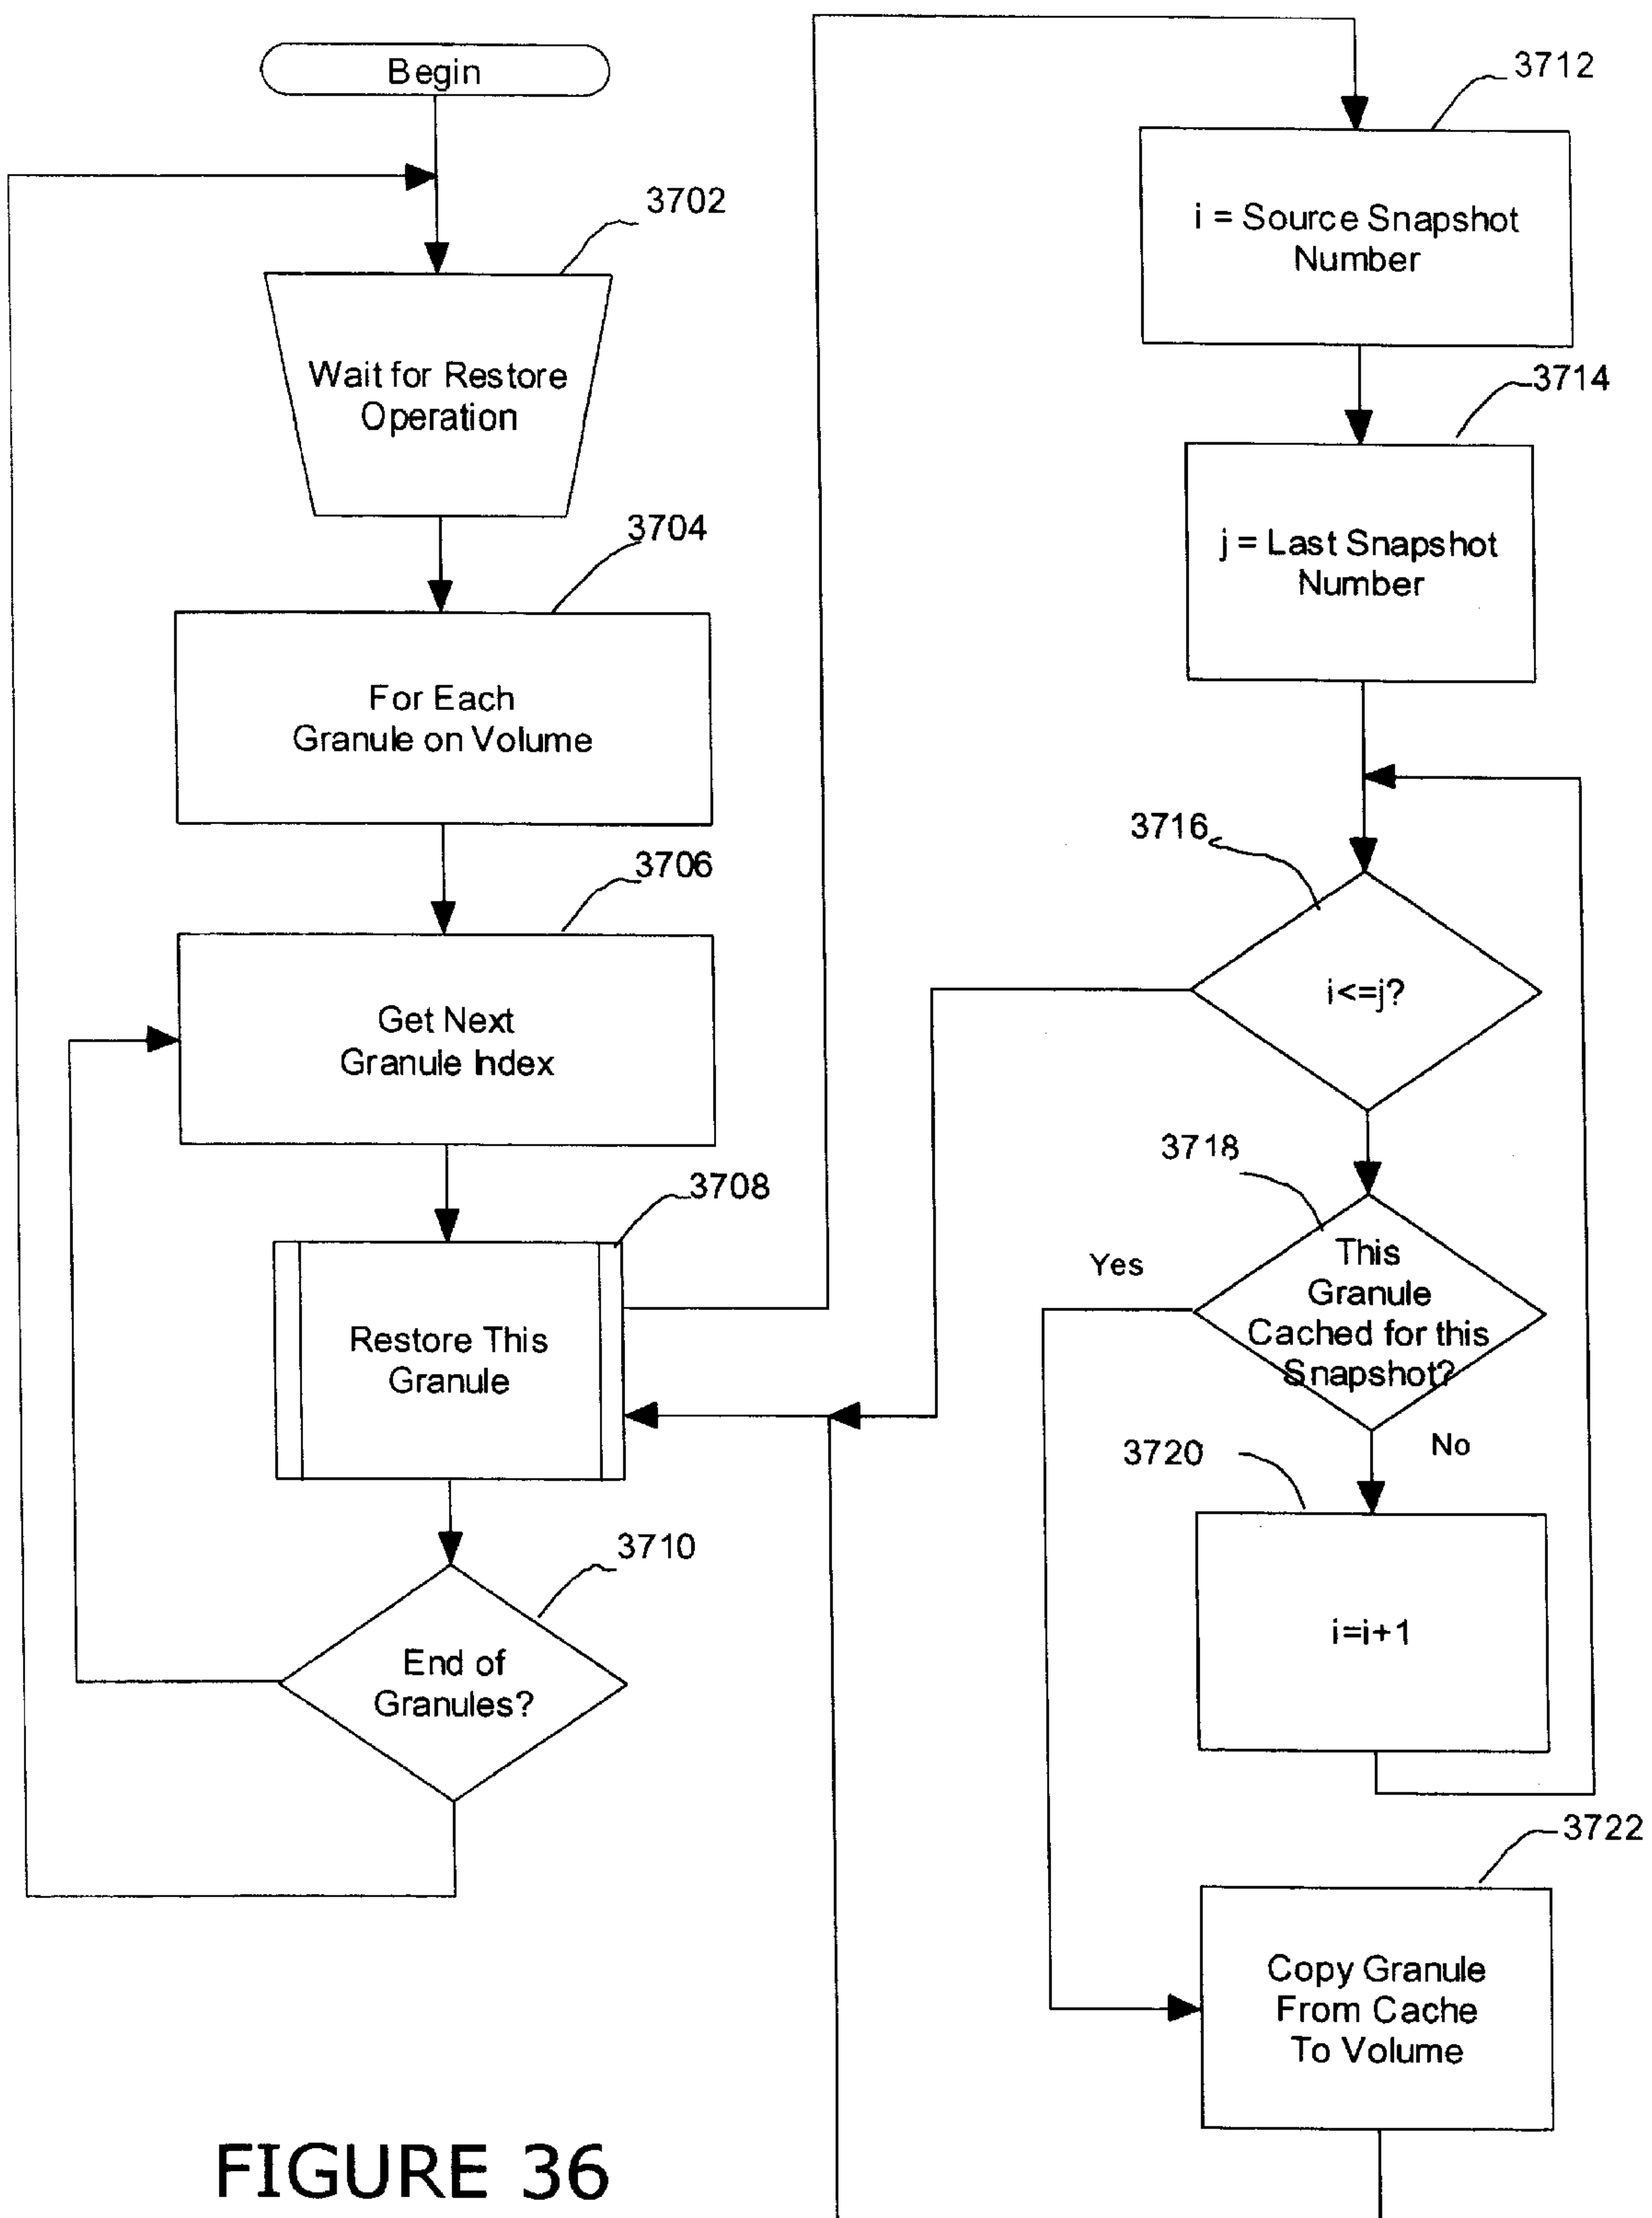 Begin
3702
Wait for Restore
Operation
3704
For Each
Granule on Volume
3706
Get Next
Granule Index
3708
Restore This
Granule
3710
End of
Granules?
3712
i = Source Snapshot
Number
3714
j = Last Snapshot
Number
3716
i<=j?
3718
Yes
This
Granule
Cached for this
Snapshot?
No
3720
i=i+1
3722
Copy Granule
From Cache
To Volume
FIGURE 36